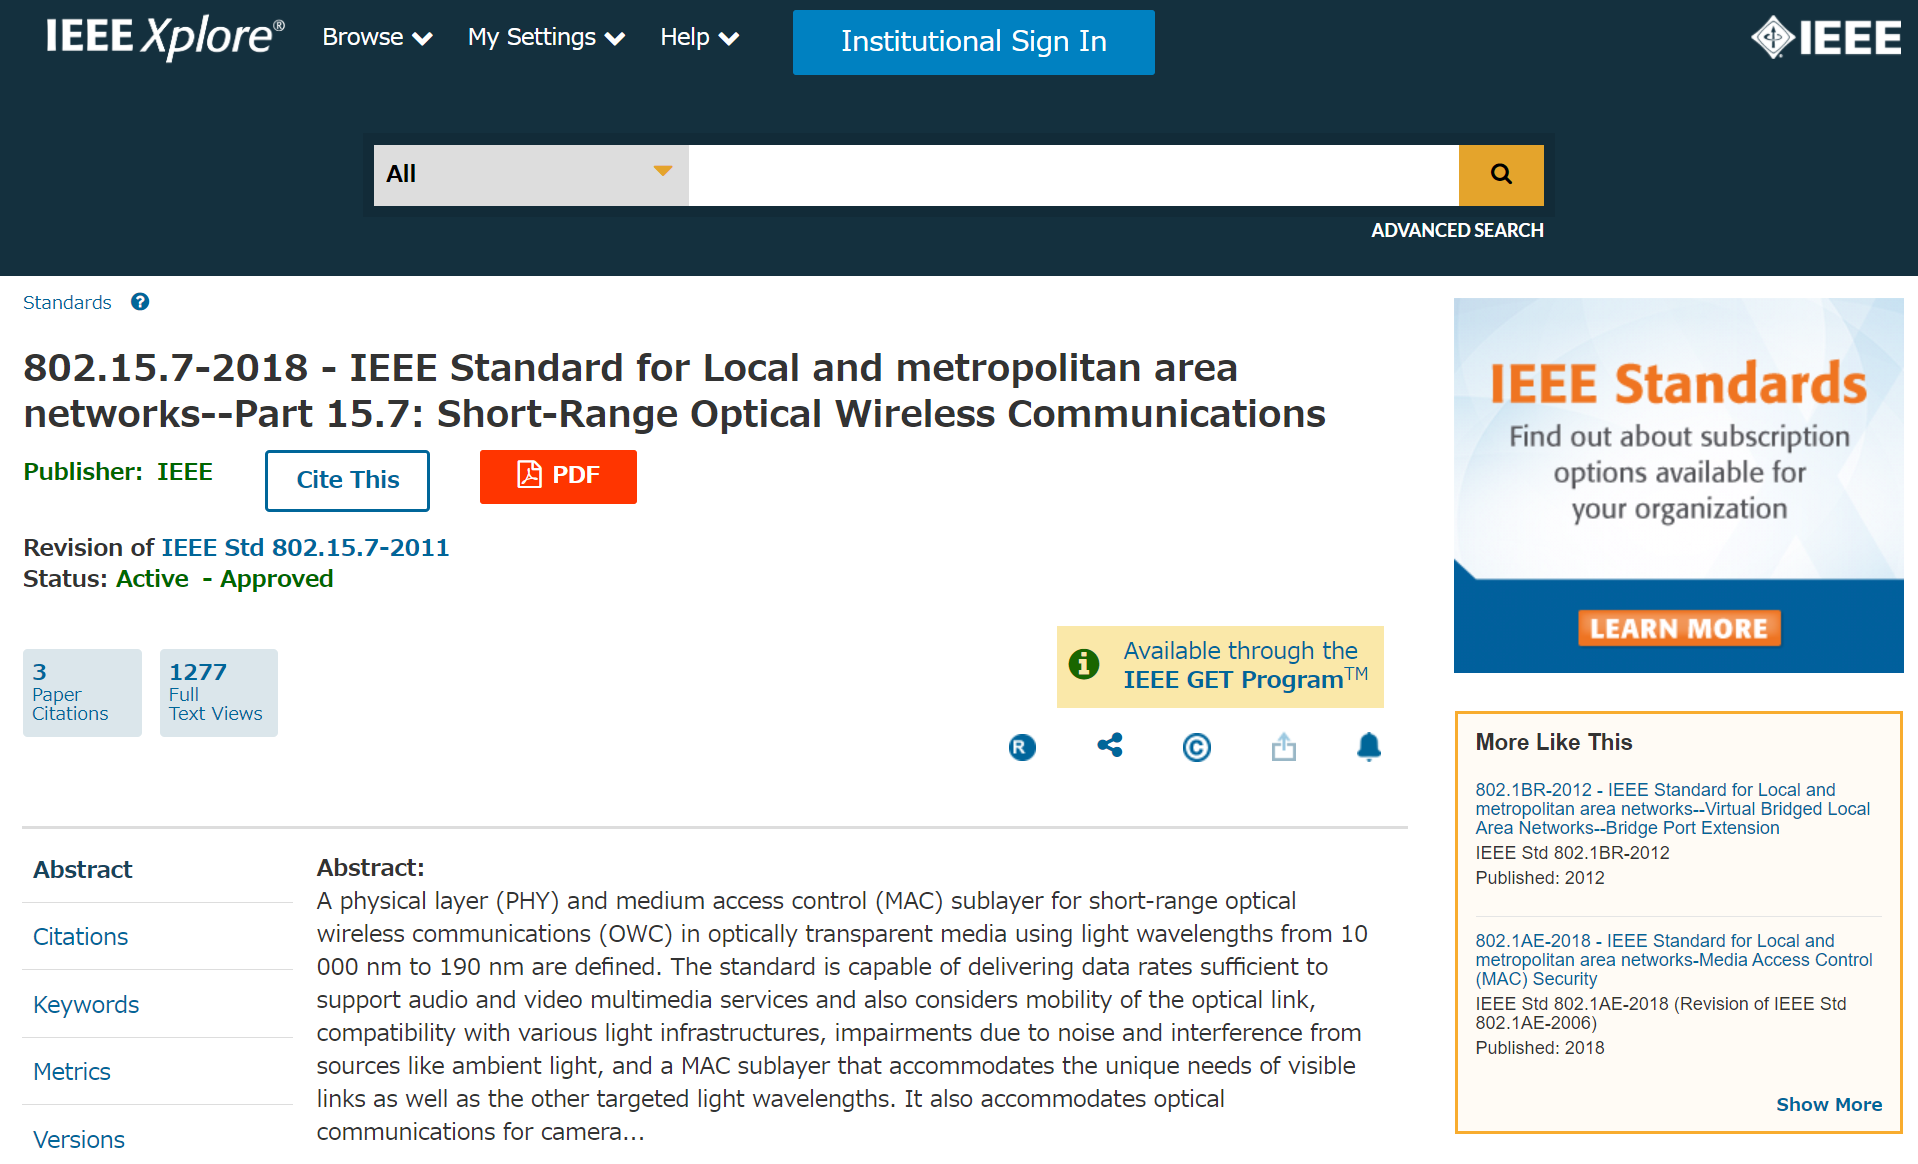 IEEE Xplore®
Browse
My Settings
Help
Institutional Sign In
IEEE
All
ADVANCED SEARCH
Standards
802.15.7-2018 - IEEE Standard for Local and metropolitan area
networks--Part 15.7: Short-Range Optical Wireless Communications
Publisher: IEEE
Cite This
PDF
Revision of IEEE Std 802.15.7-2011
Status: Active - Approved
3
Paper
Citations
1277
Full
Text Views
Available through the
IEEE GET Program™
R
©
Abstract
Citations
Keywords
Metrics
Versions
Abstract:
A physical layer (PHY) and medium access control (MAC) sublayer for short-range optical
wireless communications (OWC) in optically transparent media using light wavelengths from 10
000 nm to 190 nm are defined. The standard is capable of delivering data rates sufficient to
support audio and video multimedia services and also considers mobility of the optical link,
compatibility with various light infrastructures, impairments due to noise and interference from
sources like ambient light, and a MAC sublayer that accommodates the unique needs of visible
links as well as the other targeted light wavelengths. It also accommodates optical
communications for camera...
IEEE Standards
Find out about subscription
options available for
your organization
LEARN MORE
More Like This
802.1BR-2012 - IEEE Standard for Local and
metropolitan area networks--Virtual Bridged Local
Area Networks--Bridge Port Extension
IEEE Std 802.1BR-2012
Published: 2012
802.1AE-2018 - IEEE Standard for Local and
metropolitan area networks-Media Access Control
(MAC) Security
IEEE Std 802.1AE-2018 (Revision of IEEE Std
802.1AE-2006)
Published: 2018
Show More